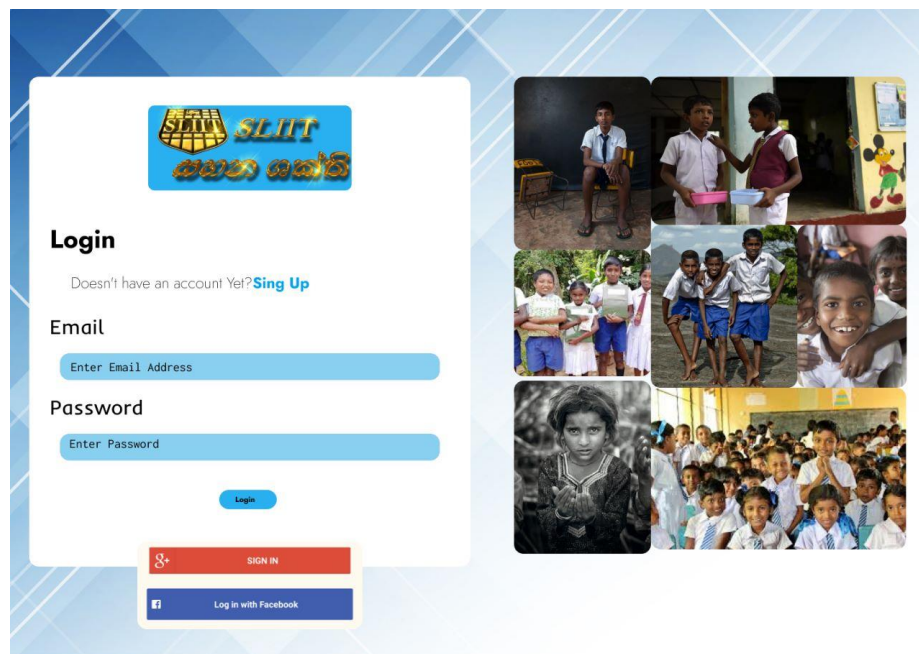 SLIIT SLIIT
සහන ශක්ති
Login
Doesn't have an account Yet?Sing Up
Email
Enter Email Address
Password
Enter Password
Login
g+ SIGN IN
f Log in with Facebook